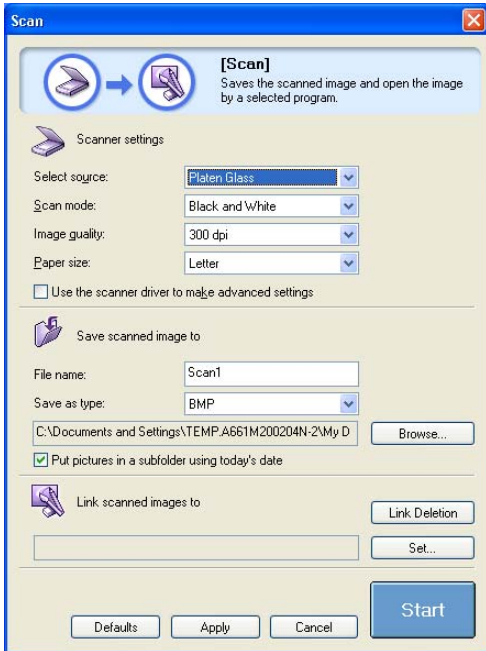 Scan
[Scan]
Saves the scanned image and open the image
by a selected program.
Scanner settings
Select source: Platen Glass
Scan mode: Black and White
Image quality: 300 dpi
Paper size: Letter
Use the scanner driver to make advanced settings
Save scanned image to
File name: Scan1
Save as type: BMP
C:\Documents and Settings\TEMP.A661M200204N-2\My D Browse...
Put pictures in a subfolder using today's date
Link scanned images to
Link Deletion
Set...
Start
Defaults Apply Cancel